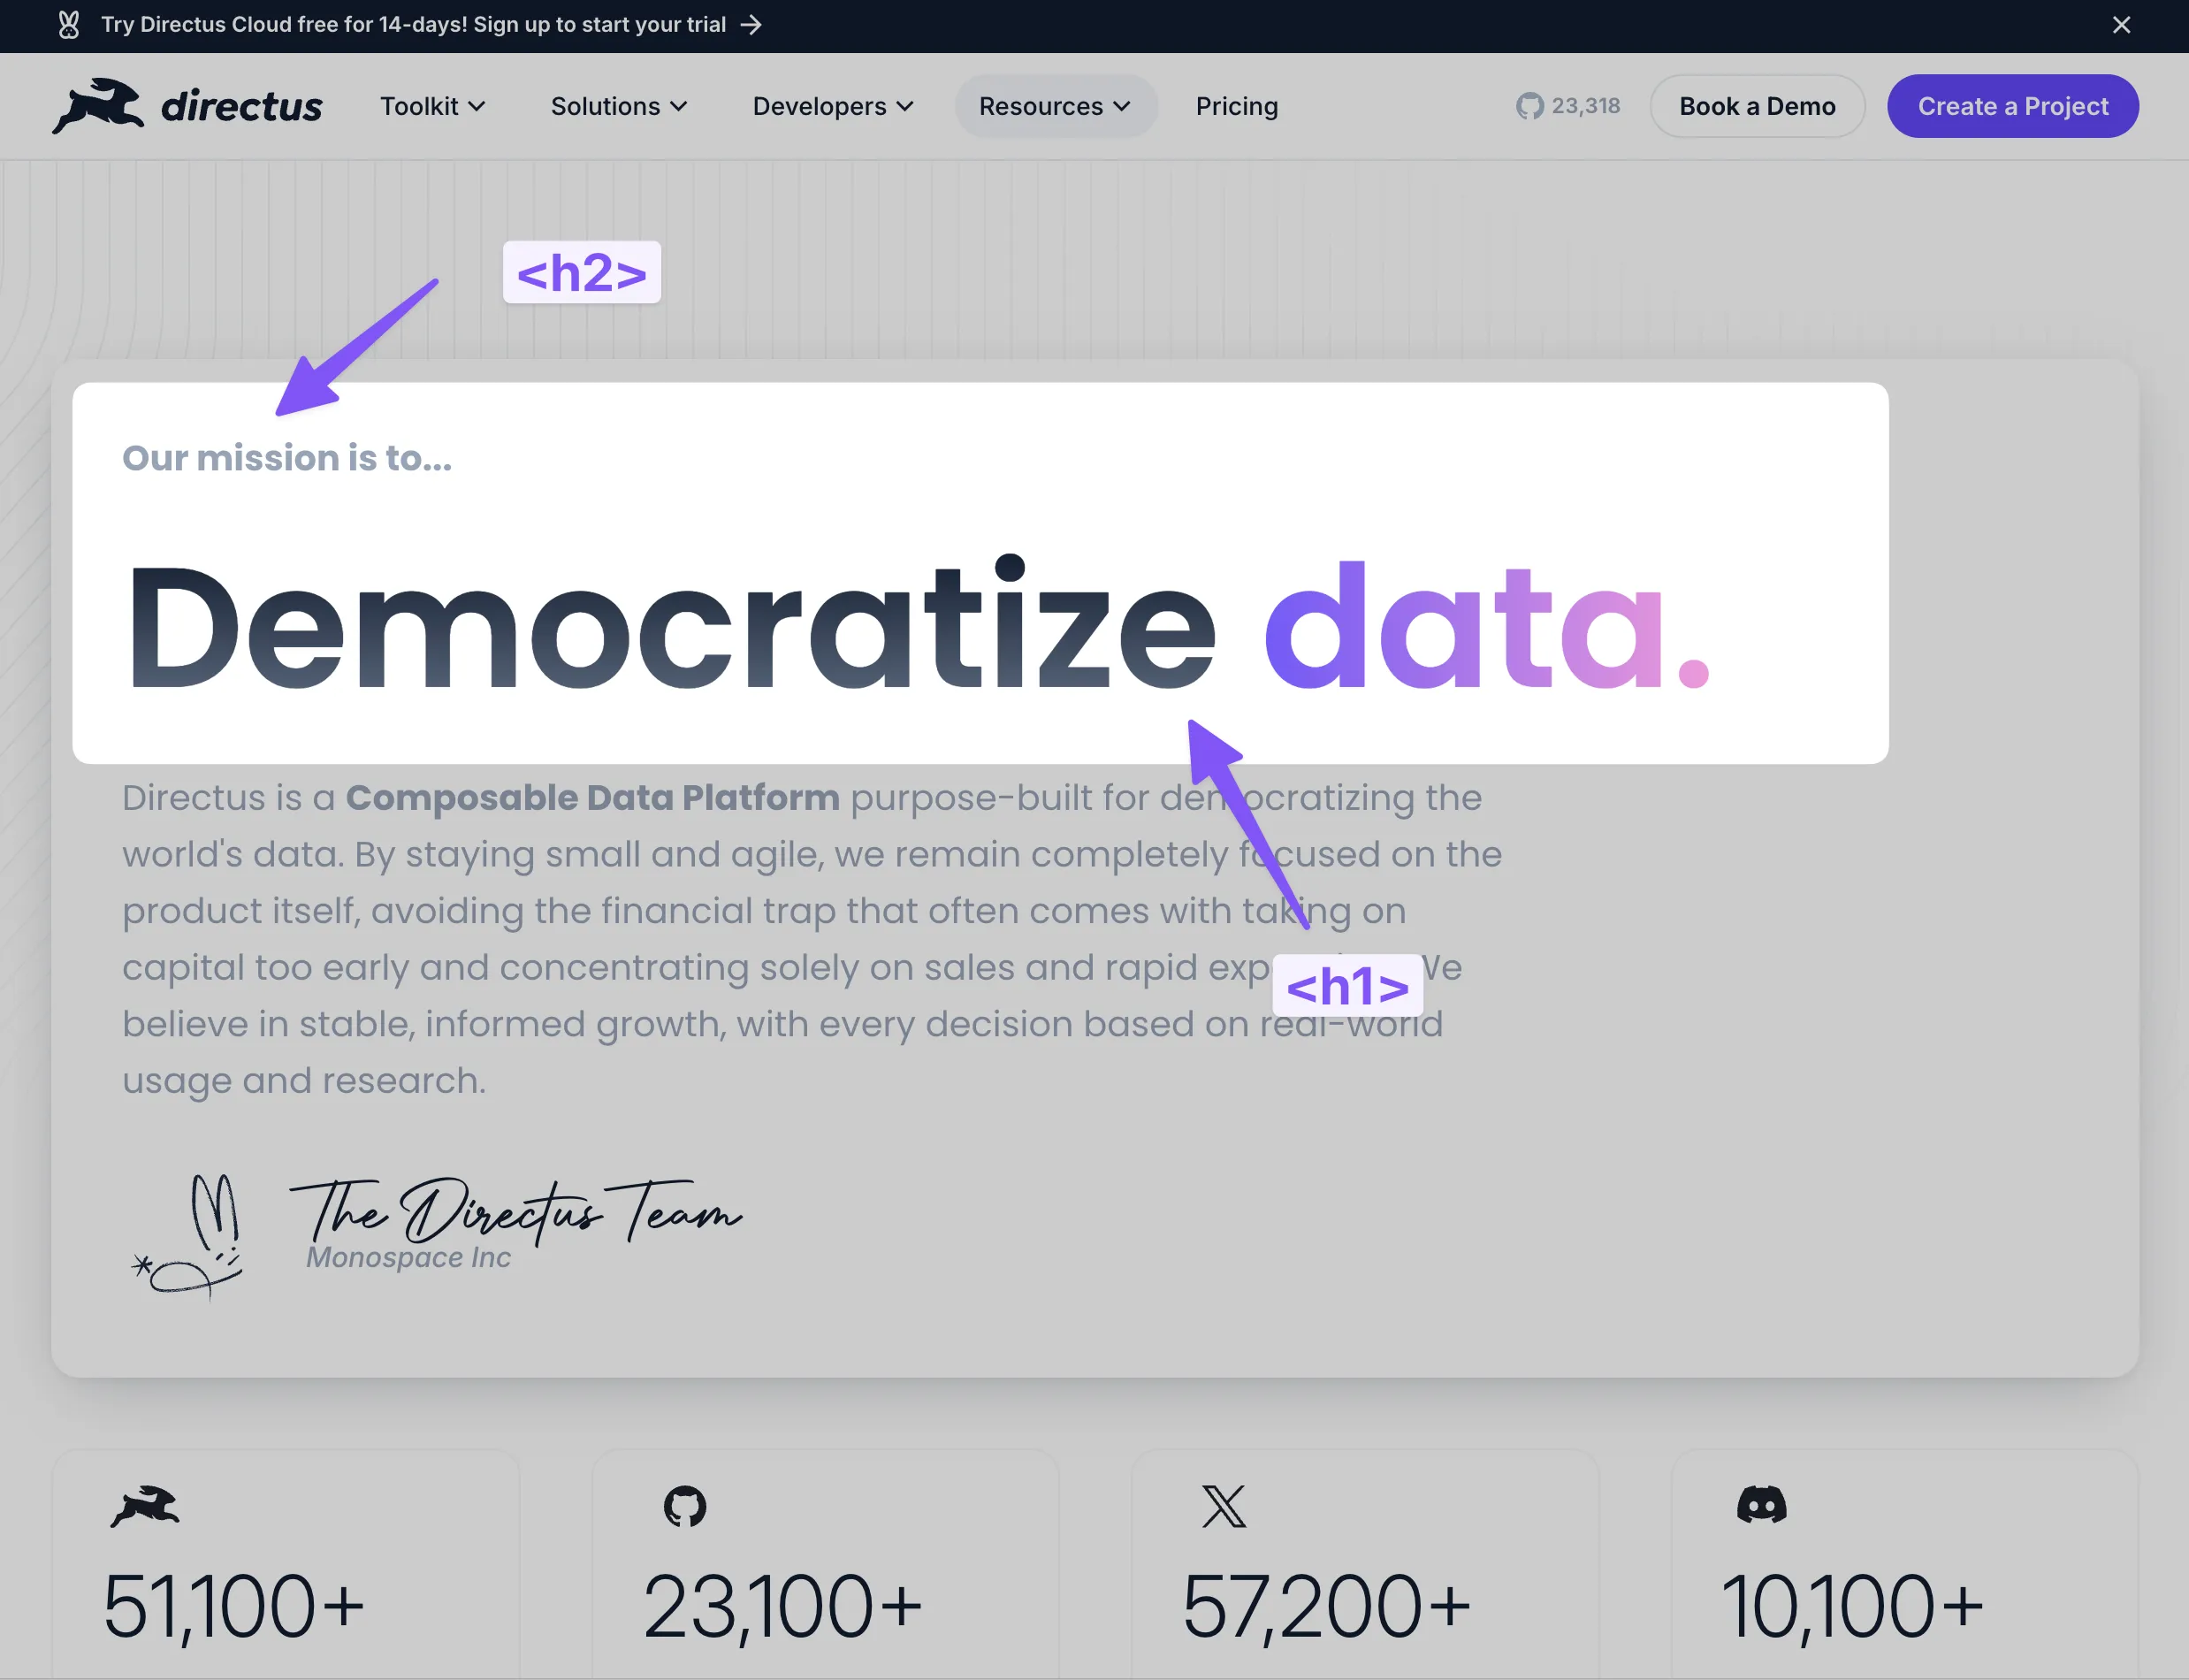 Try Directus Cloud free for 14-days! Sign up to start your trial
directus Toolkit Solutions Developers Resources Pricing 23,318 Book a Demo Create a Project
<h2>
Our mission is to...
Democratize data.
Directus is a Composable Data Platform purpose-built for democratizing the
world's data. By staying small and agile, we remain completely focused on the
product itself, avoiding the financial trap that often comes with taking on
capital too early and concentrating solely on sales and rapid We
<h1>
believe in stable, informed growth, with every decision based on real-world
usage and research.
The Directus Team
Monospace Inc
51,100+ 23,100+ 57,200+ 10,100+